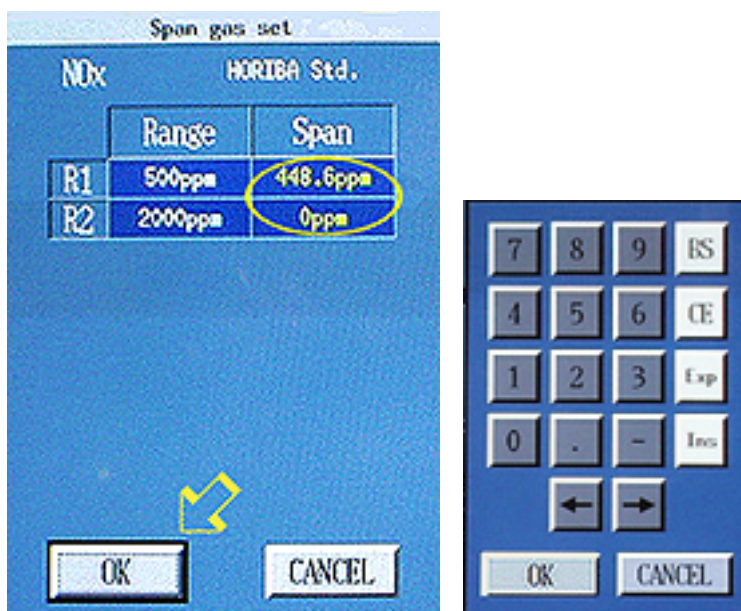 Span gas set
NOx HORIBA Std.
Range Span
R1 500ppm 448.6ppm
R2 2000ppm 0ppm
OK CANCEL
7 8 9 BS
4 5 6 CE
1 2 3 Exp
0 . - Ins
← →
OK CANCEL